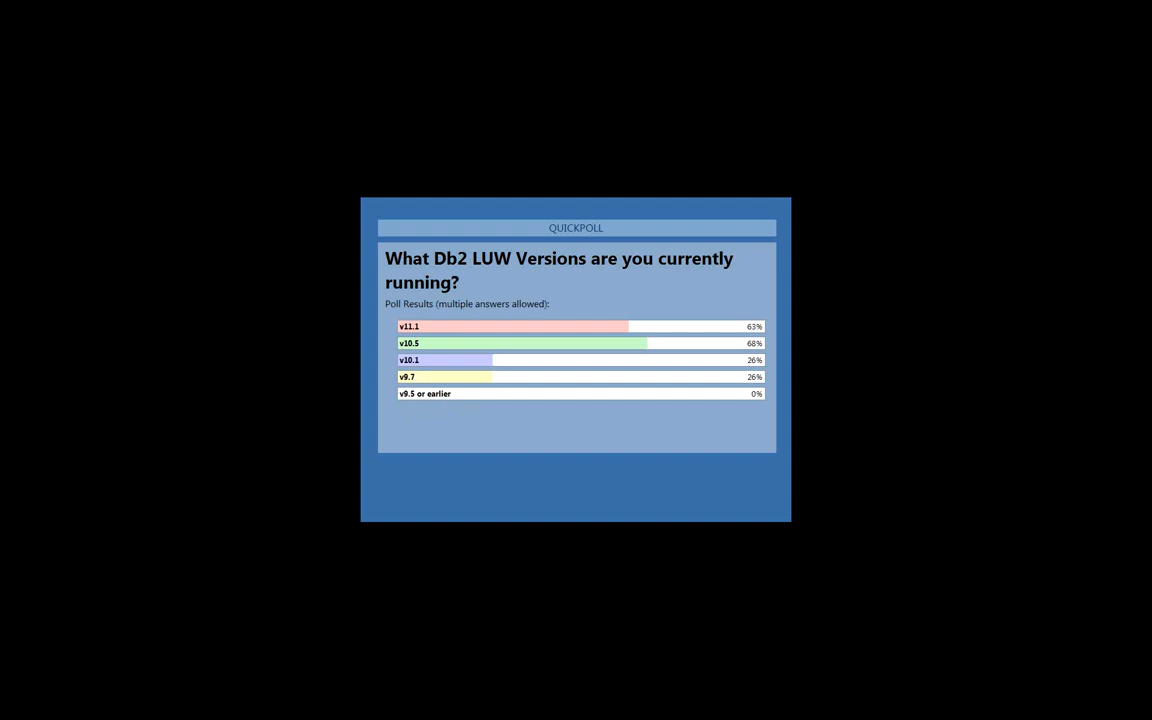 QUICKPOLL
What Db2 LUW Versions are you currently
running?
Poll Results (multiple answers allowed):
v11.1 63%
v10.5 68%
v10.1 26%
v9.7 26%
v9.5 or earlier 0%